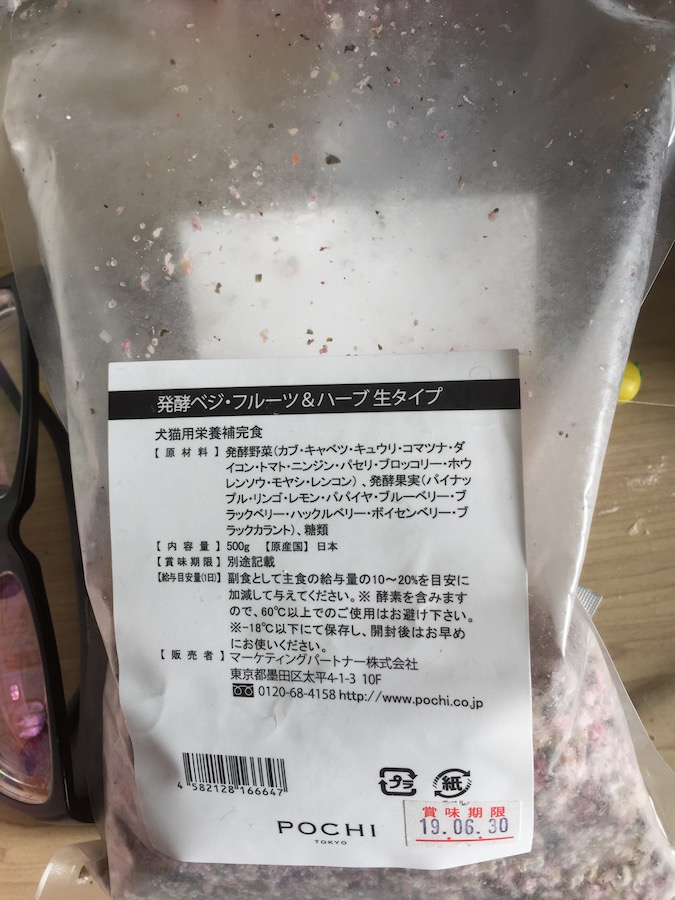 発酵ベジ・フルーツ＆ハーブ 生タイプ
犬猫用栄養補完食
【 原 材 料 】 発酵野菜（カブ・キャベツ・キュウリ・コマツナ・ダ
イコン・トマト・ニンジン・パセリ・ブロッコリー・ホウ
レンソウ・モヤシ・レンコン）、発酵果実（パイナッ
プル・リンゴ・レモン・パパイヤ・ブルーベリー・ブ
ラックベリー・ハックルベリー・ボイセンベリー・ブ
ラックカラント）、糖類
【 内 容 量 】 500g 【原産国】 日本
【 賞 味 期 限 】 別途記載
【給与目安量(1日)】 副食として主食の給与量の10～20%を目安に
加減して与えてください。※ 酵素を含みます
ので、60℃以上でのご使用はお避け下さい。
※-18℃以下にて保存し、開封後はお早め
にお使いください。
【 販 売 者 】 マーケティングパートナー株式会社
東京都墨田区太平4-1-3 10F
0120-68-4158 http://www.pochi.co.jp
4 582128 166647
プラ
紙
POCHI
TOKYO
賞味期限
19.06.30